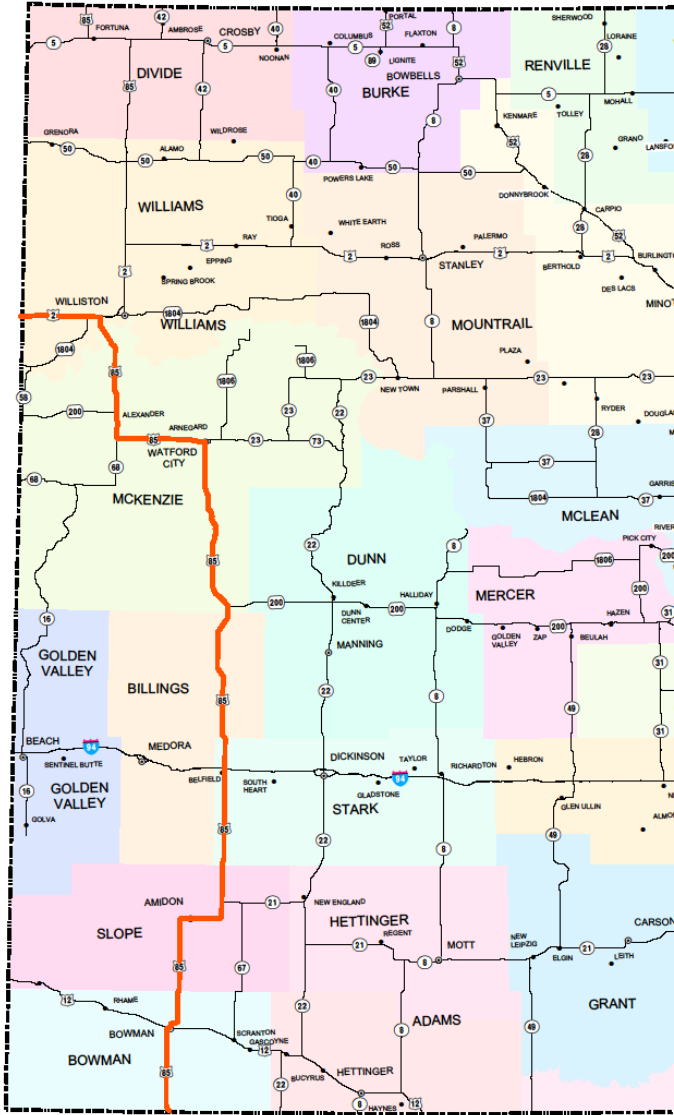 85
42
40
52
8
SHERWOOD
28
FORTUNA
AMBROSE
CROSBY
COLUMBUS
PORTAL
FLAXTON
LORAINE
5
5
NOONAN
5
89
LIGNITE
52
RENVILLE
DIVIDE
BOWBELLS
85
42
40
BURKE
8
5
MOHALL
TOLLEY
KENMARE
52
GRENORA
WILDROSE
GRANO
LANSFO
50
ALAMO
50
50
40
50
50
28
POWERS LAKE
DONNYBROOK
WILLIAMS
40
CARPIO
TIOGA
WHITE EARTH
28
52
RAY
ROSS
PALERMO
2
2
2
2
EPPING
STANLEY
BERTHOLD
BURLINGTO
2
SPRING BROOK
DES LACS
WILLISTON
MINOT
2
1804
WILLIAMS
1804
8
MOUNTRAIL
1804
PLAZA
85
1806
23
23
23
58
NEW TOWN
PARSHALL
200
ALEXANDER
ARNEGARD
23
22
37
RYDER
DOUGLAS
85
23
73
28
WATFORD
CITY
68
68
37
GARRIS
MCKENZIE
1804
37
MCLEAN
85
22
8
PICK CITY
RIVER
DUNN
1806
200
KILLDEER
HALLIDAY
MERCER
200
200
DUNN
CENTER
200
HAZEN
31
16
DODGE
GOLDEN
VALLEY
ZAP
BEULAH
MANNING
GOLDEN
VALLEY
31
BILLINGS
22
8
49
85
31
BEACH
94
MEDORA
DICKINSON
TAYLOR
HEBRON
SENTINEL BUTTE
BELFIELD
SOUTH
HEART
94
RICHARDTON
GLADSTONE
16
GOLDEN
VALLEY
STARK
GLEN ULLIN
GOLVA
85
22
8
49
ALMO
AMIDON
NEW ENGLAND
21
HETTINGER
CARSON
SLOPE
REGENT
MOTT
NEW
LEIPZIG
21
21
8
ELGIN
LEITH
85
67
12
RHAME
22
GRANT
ADAMS
BOWMAN
SCRANTON
8
49
GASCOYNE
12
BOWMAN
85
BUCYRUS
HETTINGER
22
8
HAYNES
12